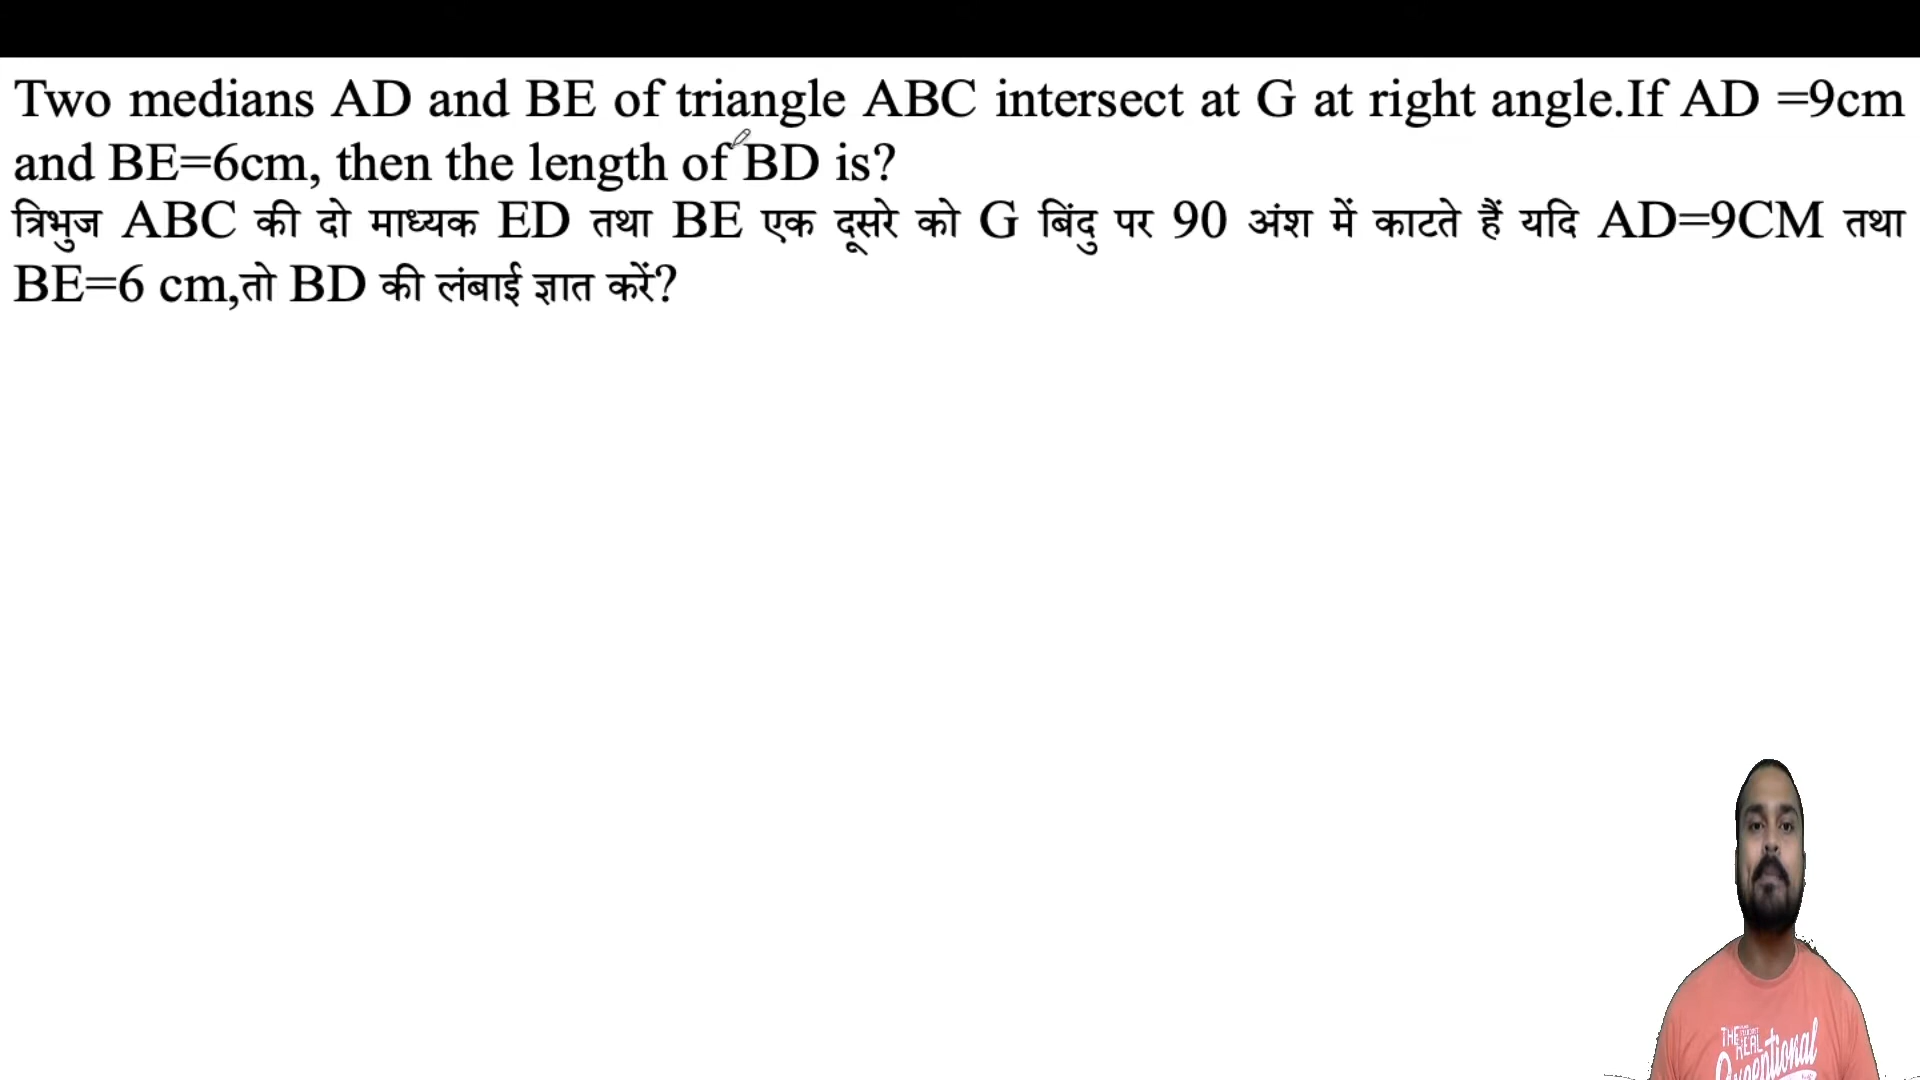 Two medians AD and BE of triangle ABC intersect at G at right angle.If AD =9cm
and BE=6cm, then the length of BD is?
त्रिभुज ABC की दो माध्यक ED तथा BE एक दूसरे को G बिंदु पर 90 अंश में काटते हैं यदि AD=9CM तथा
BE=6 cm,तो BD की लंबाई ज्ञात करें?
THE
REAL